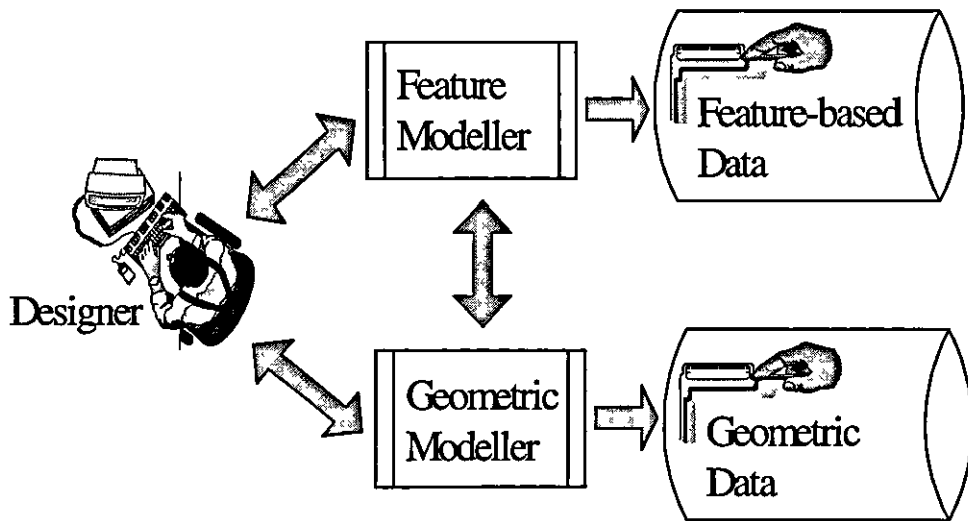 Feature
Modeller
Feature-based
Data
Designer
Geometric
Modeller
Geometric
Data